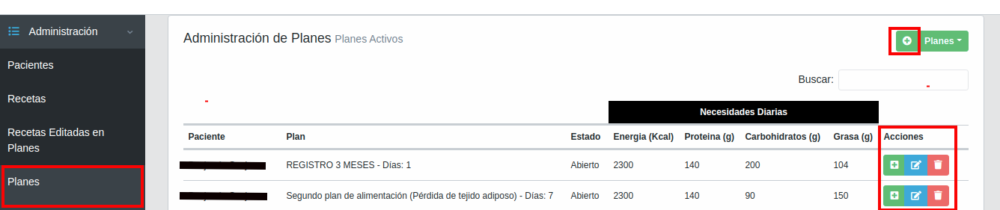 Administración
Pacientes
Recetas
Recetas Editadas en
Planes
Planes
Administración de Planes Planes Activos
Planes
Buscar:
Necesidades Diarias
Paciente Plan Estado Energia (Kcal) Proteina (g) Carbohidratos (g) Grasa (g) Acciones
REGISTRO 3 MESES - Días: 1 Abierto 2300 140 200 104
Segundo plan de alimentación (Pérdida de tejido adiposo) - Días: 7 Abierto 2300 140 90 150